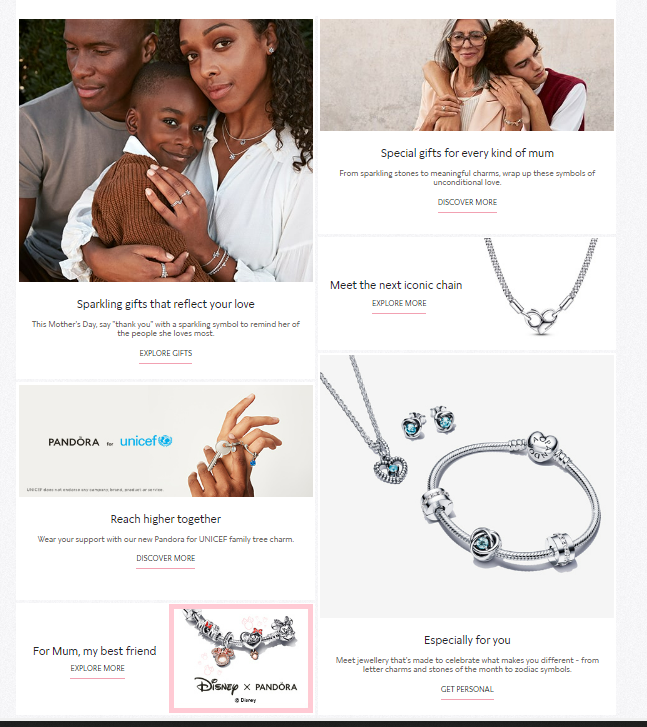 Sparkling gifts that reflect your love
This Mother's Day, say "thank you" with a sparkling symbol to remind her of
the people she loves most.
EXPLORE GIFTS
PANDÖRA for unicef
UNICEF does not endorse any company, brand, product or service.
Reach higher together
Wear your support with our new Pandora for UNICEF family tree charm.
DISCOVER MORE
For Mum, my best friend
EXPLORE MORE
Disney × PANDÖRA
© Disney
Special gifts for every kind of mum
From sparkling stones to meaningful charms, wrap up these symbols of
unconditional love.
DISCOVER MORE
Meet the next iconic chain
EXPLORE MORE
Especially for you
Meet jewellery that's made to celebrate what makes you different - from
letter charms and stones of the month to zodiac symbols.
GET PERSONAL